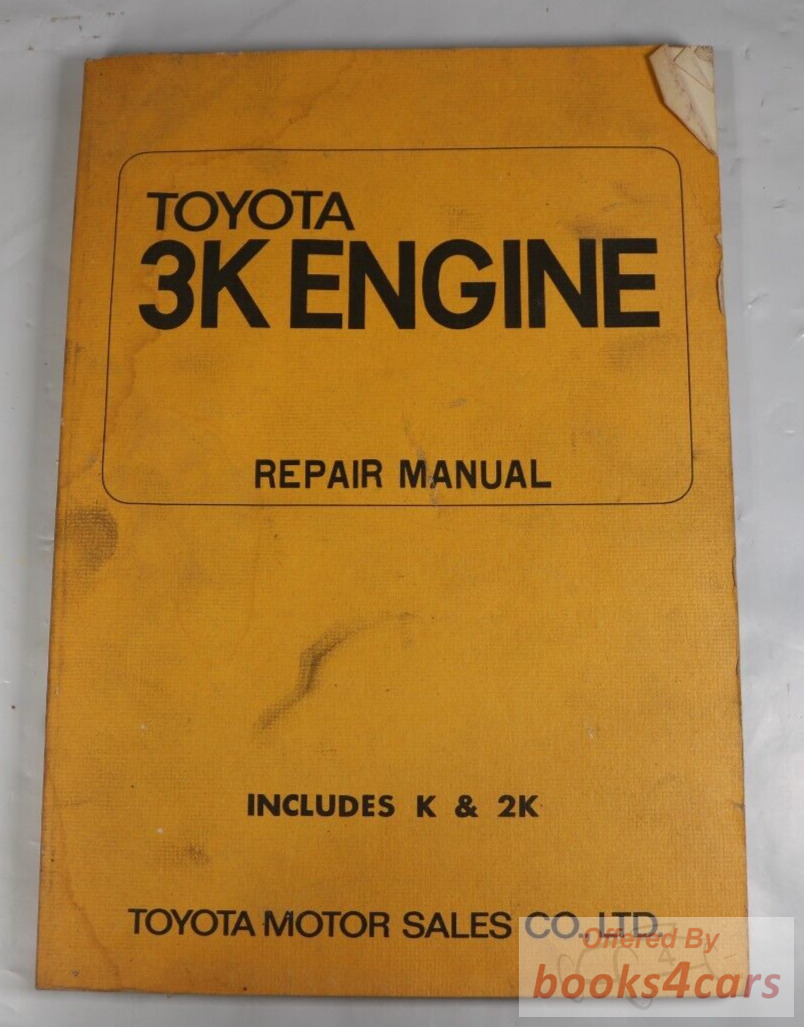 TOYOTA
3K ENGINE
REPAIR MANUAL
INCLUDES K & 2K
TOYOTA MOTOR SALES CO., LTD.
Offered By
books4cars